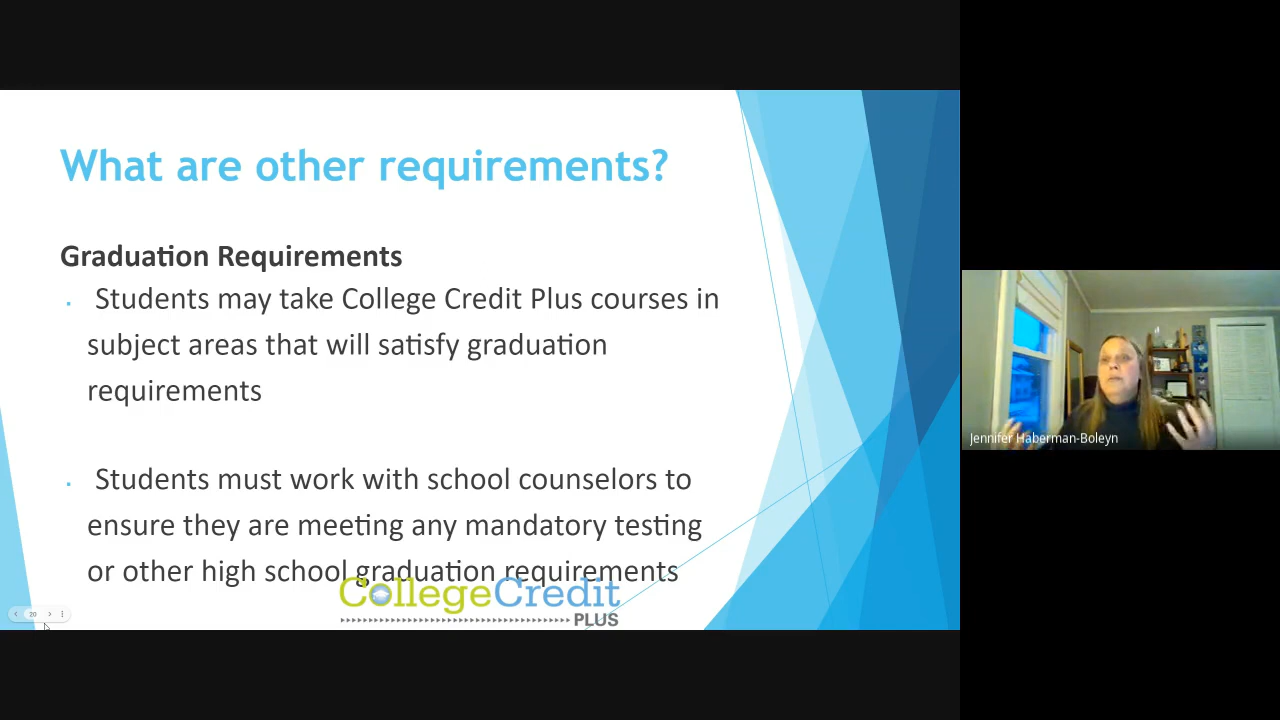 What are other requirements?
Graduation Requirements
Students may take College Credit Plus courses in
subject areas that will satisfy graduation
requirements
Students must work with school counselors to
ensure they are meeting any mandatory testing
or other high school graduation requirements
CollegeCredit
PLUS
20
Jennifer Haberman-Boleyn